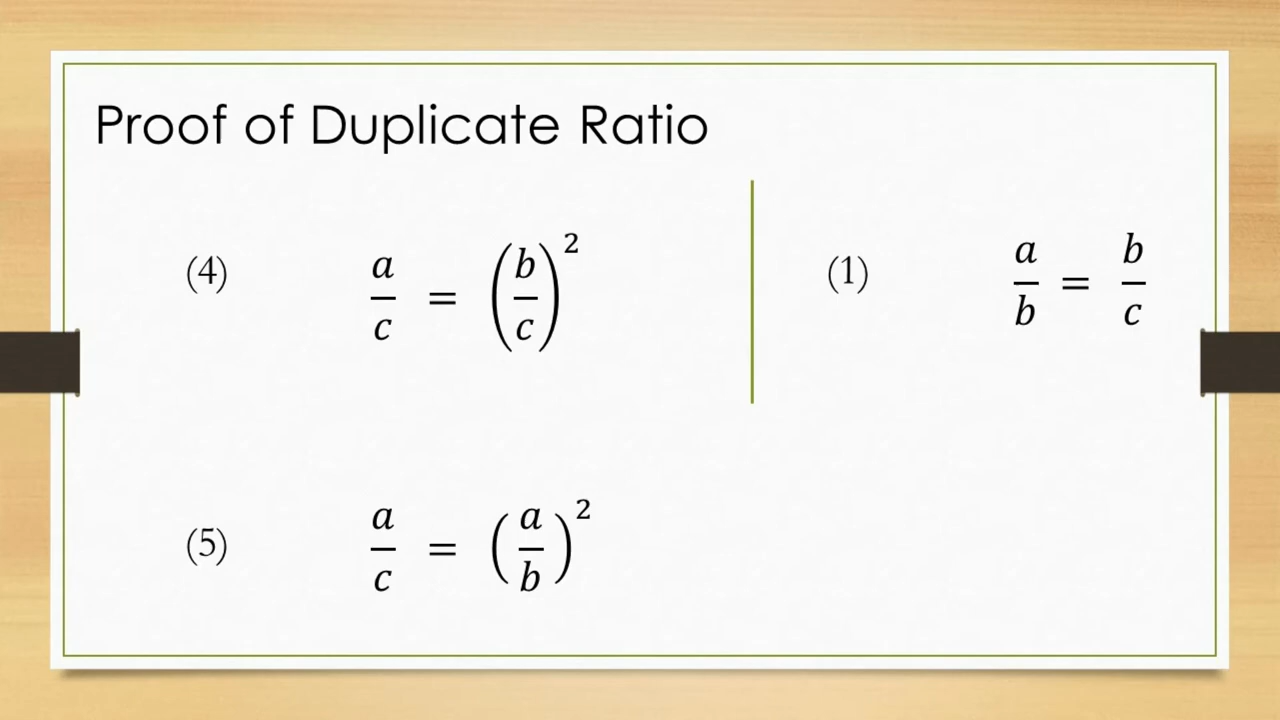 Proof of Duplicate Ratio
(4) a/c = (b/c)²
(1) a/b = b/c
(5) a/c = (a/b)²